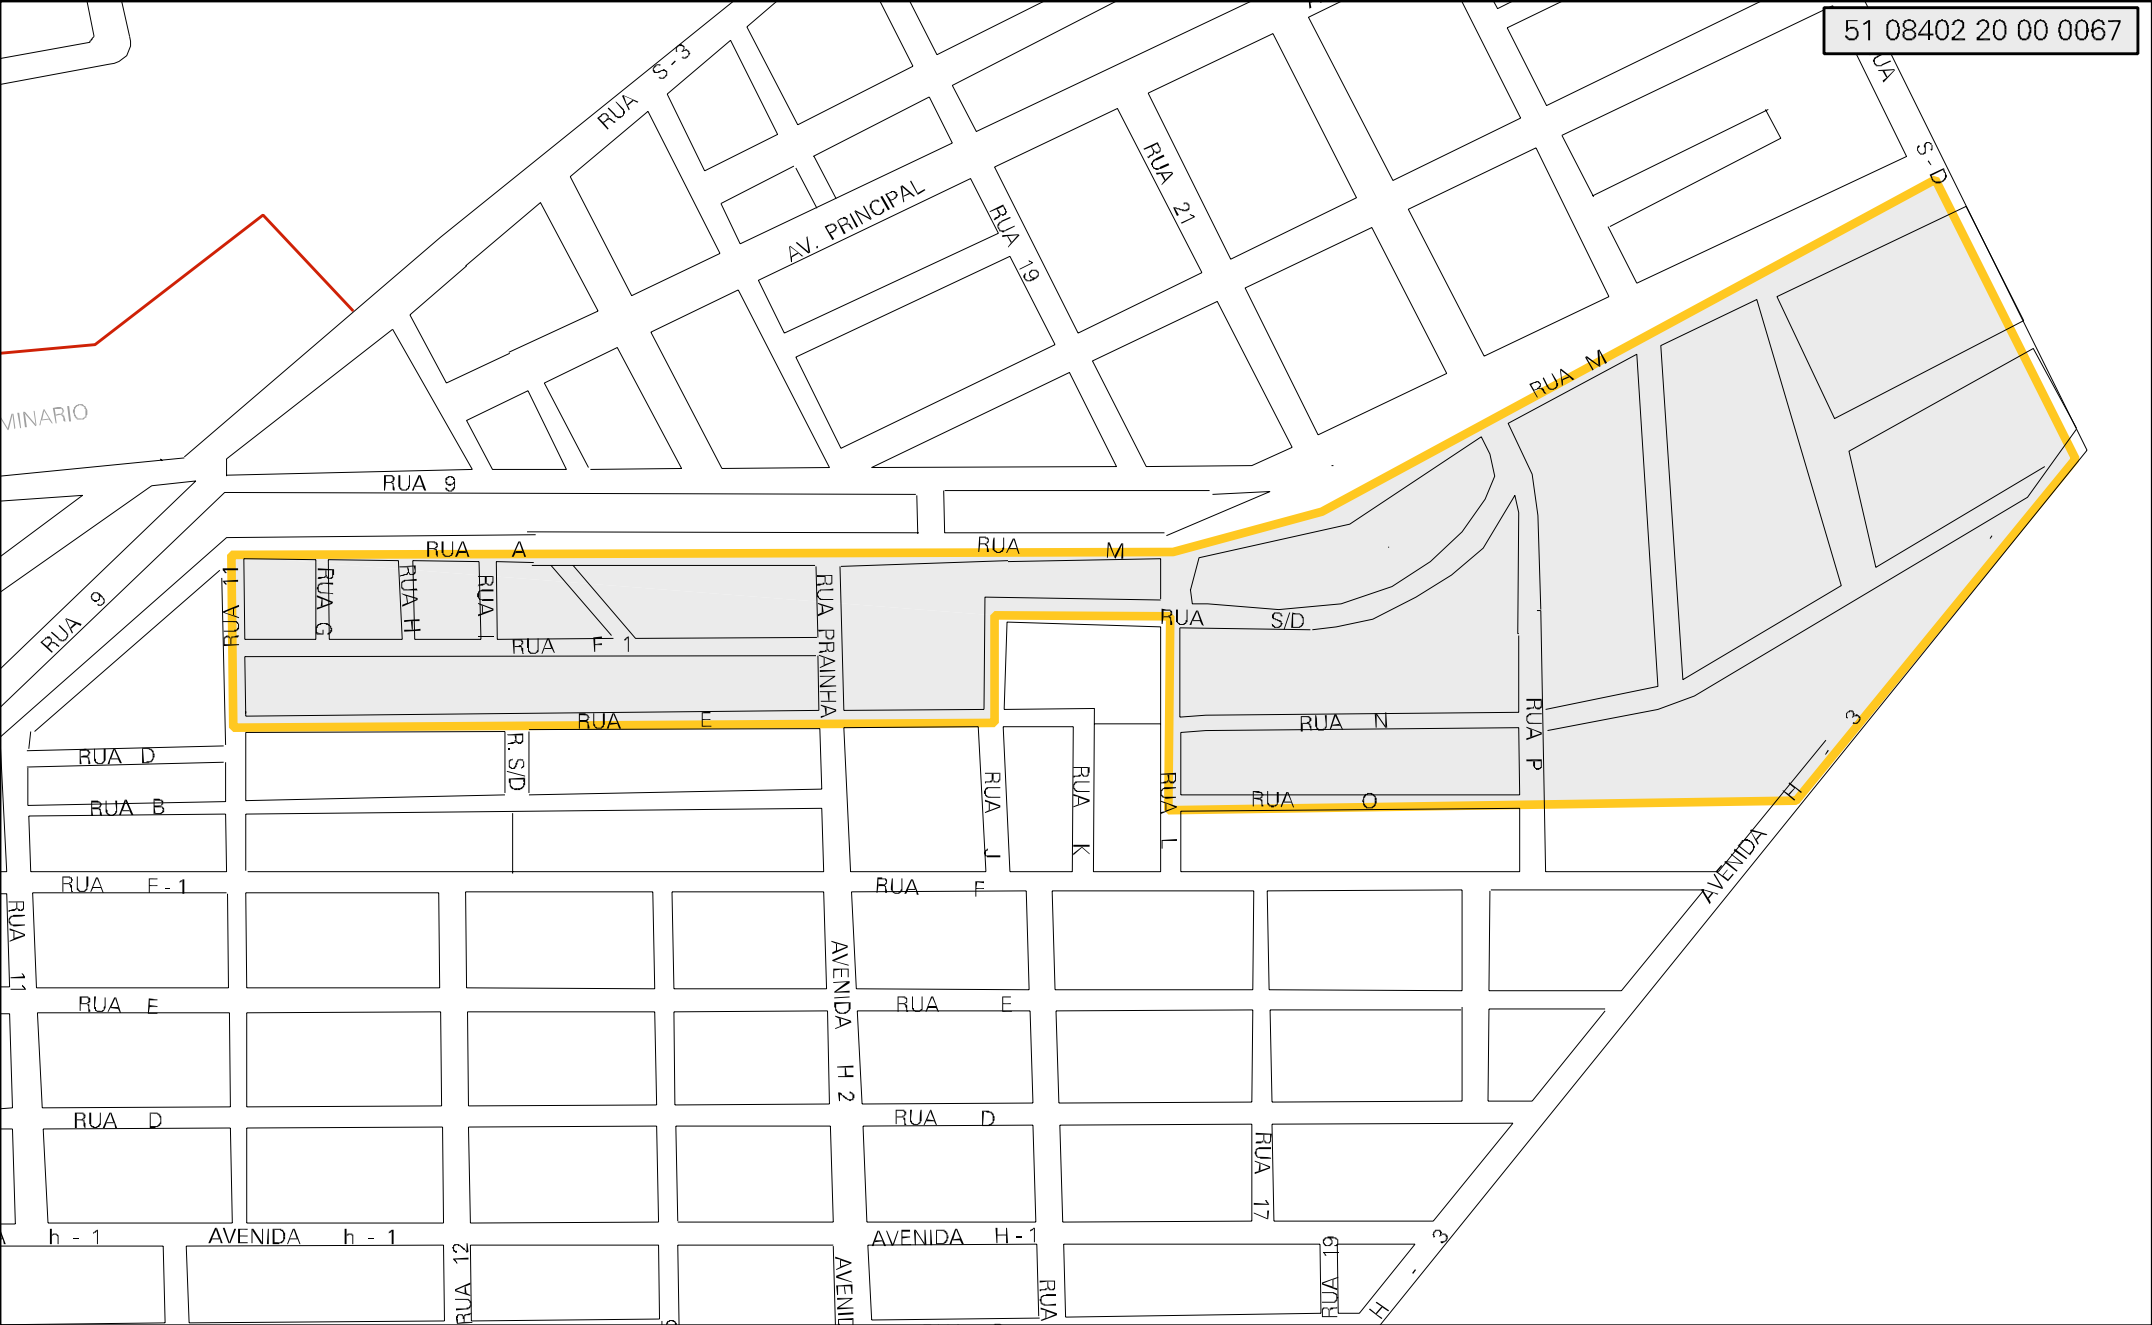 51 08402 20 00 0067
RUA S-3
RUA
S-D
RUA 21
AV. PRINCIPAL
RUA 19
MINARIO
RUA M
RUA 9
RUA A
RUA M
RUA 11
RUA G
RUA H
RUA I
RUA PRAINHA
RUA 9
RUA S/D
RUA F 1
RUA E
RUA N
RUA P
3
RUA D
R. S/D
RUA J
RUA K
RUA L
RUA B
RUA O
AVENIDA H -
RUA F-1
RUA F
RUA 11
AVENIDA H 2
RUA E
RUA E
RUA D
RUA D
RUA 17
h - 1
AVENIDA h - 1
AVENIDA H-1
RUA 12
AVENID
RUA
RUA 19
H - 3